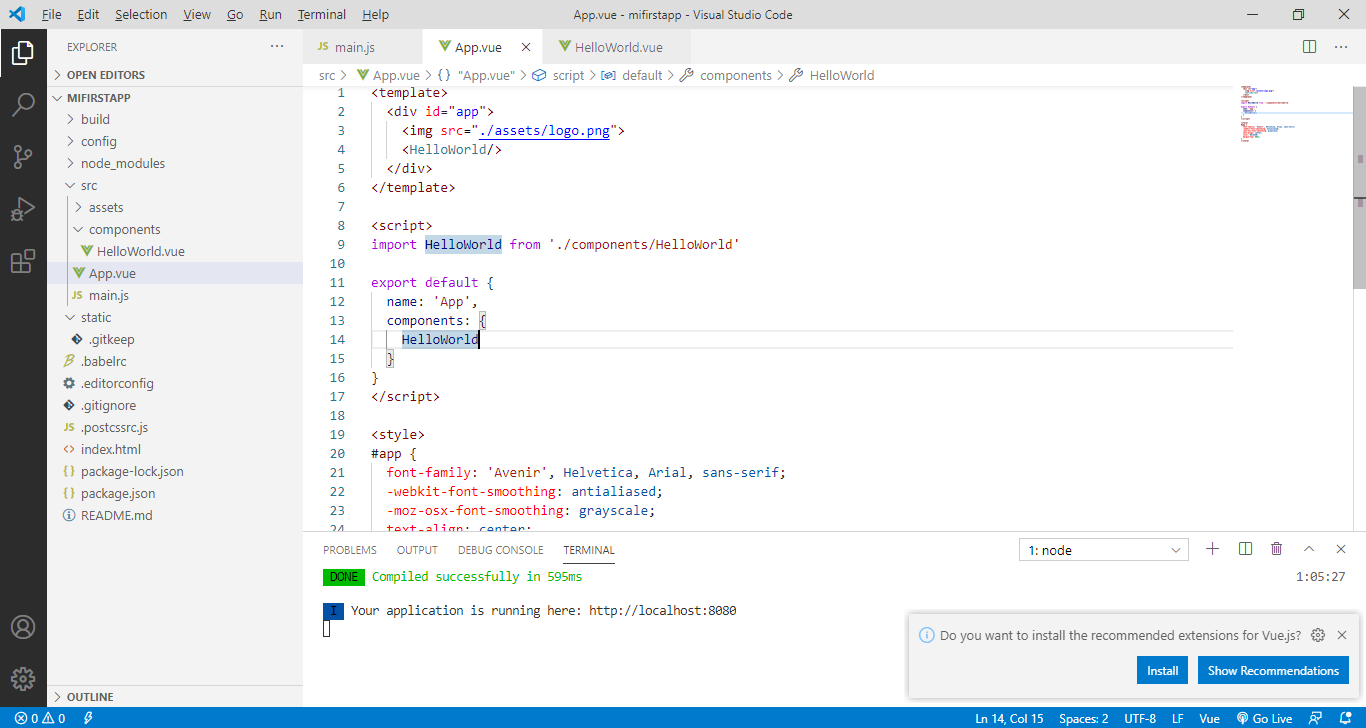 File Edit Selection View Go Run Terminal Help App.vue - mifirstapp - Visual Studio Code
EXPLORER
OPEN EDITORS
MIFIRSTAPP
build
config
node_modules
src
assets
components
HelloWorld.vue
App.vue
JS main.js
static
.gitkeep
.babelrc
.editorconfig
.gitignore
JS .postcssrc.js
<> index.html
{} package-lock.json
{} package.json
README.md
OUTLINE
JS main.js App.vue HelloWorld.vue
src > App.vue > {} "App.vue" > script > default > components > HelloWorld
1 <template>
2 <div id="app">
3 <img src="./assets/logo.png">
4 <HelloWorld/>
5 </div>
6 </template>
7
8 <script>
9 import HelloWorld from './components/HelloWorld'
10
11 export default {
12 name: 'App',
13 components: {
14 HelloWorld
15 }
16 }
17 </script>
18
19 <style>
20 #app {
21 font-family: 'Avenir', Helvetica, Arial, sans-serif;
22 -webkit-font-smoothing: antialiased;
23 -moz-osx-font-smoothing: grayscale;
24 text-align: center;
PROBLEMS OUTPUT DEBUG CONSOLE TERMINAL 1: node
DONE Compiled successfully in 595ms 1:05:27
I Your application is running here: http://localhost:8080
Do you want to install the recommended extensions for Vue.js?
Install Show Recommendations
0 0 Ln 14, Col 15 Spaces: 2 UTF-8 LF Vue Go Live